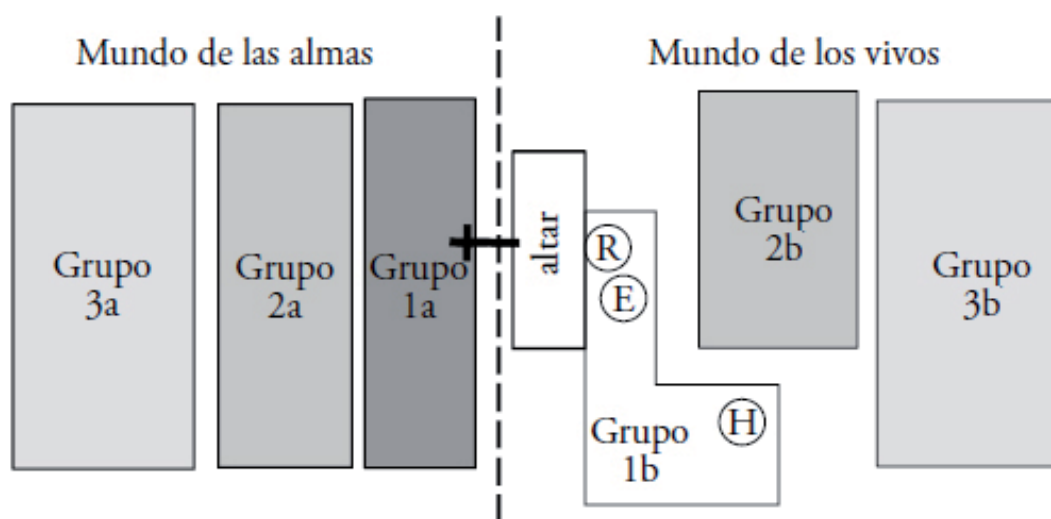 Mundo de las almas
Mundo de los vivos
Grupo
3a
Grupo
2a
Grupo
1a
altar
R
E
Grupo
1b
H
Grupo
2b
Grupo
3b